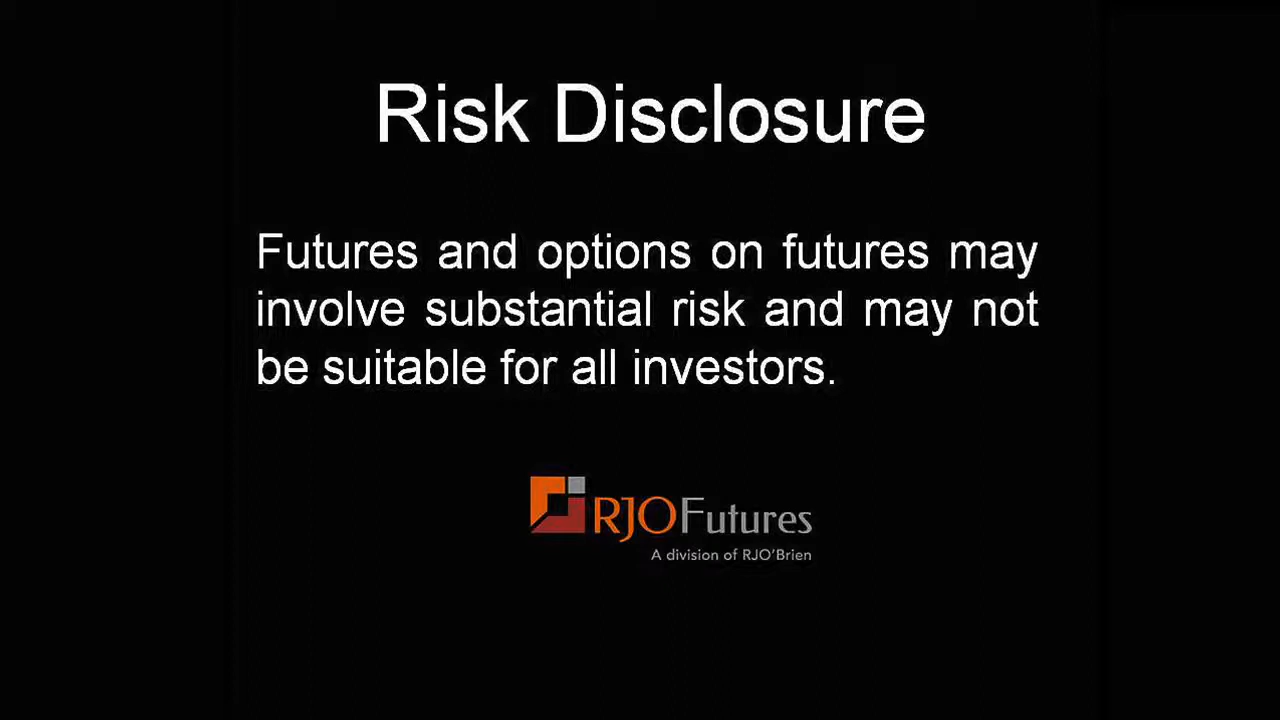 Risk Disclosure
Futures and options on futures may
involve substantial risk and may not
be suitable for all investors.
RJOFutures
A division of RJO'Brien